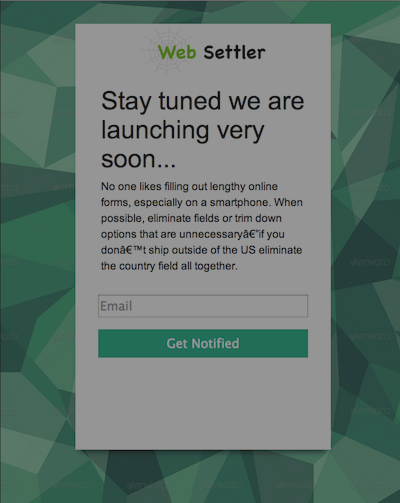 Web Settler
Stay tuned we are
launching very
soon...
No one likes filling out lengthy online
forms, especially on a smartphone. When
possible, eliminate fields or trim down
options that are unnecessaryâ€”if you
donâ€™t ship outside of the US eliminate
the country field all together.
Email
Get Notified